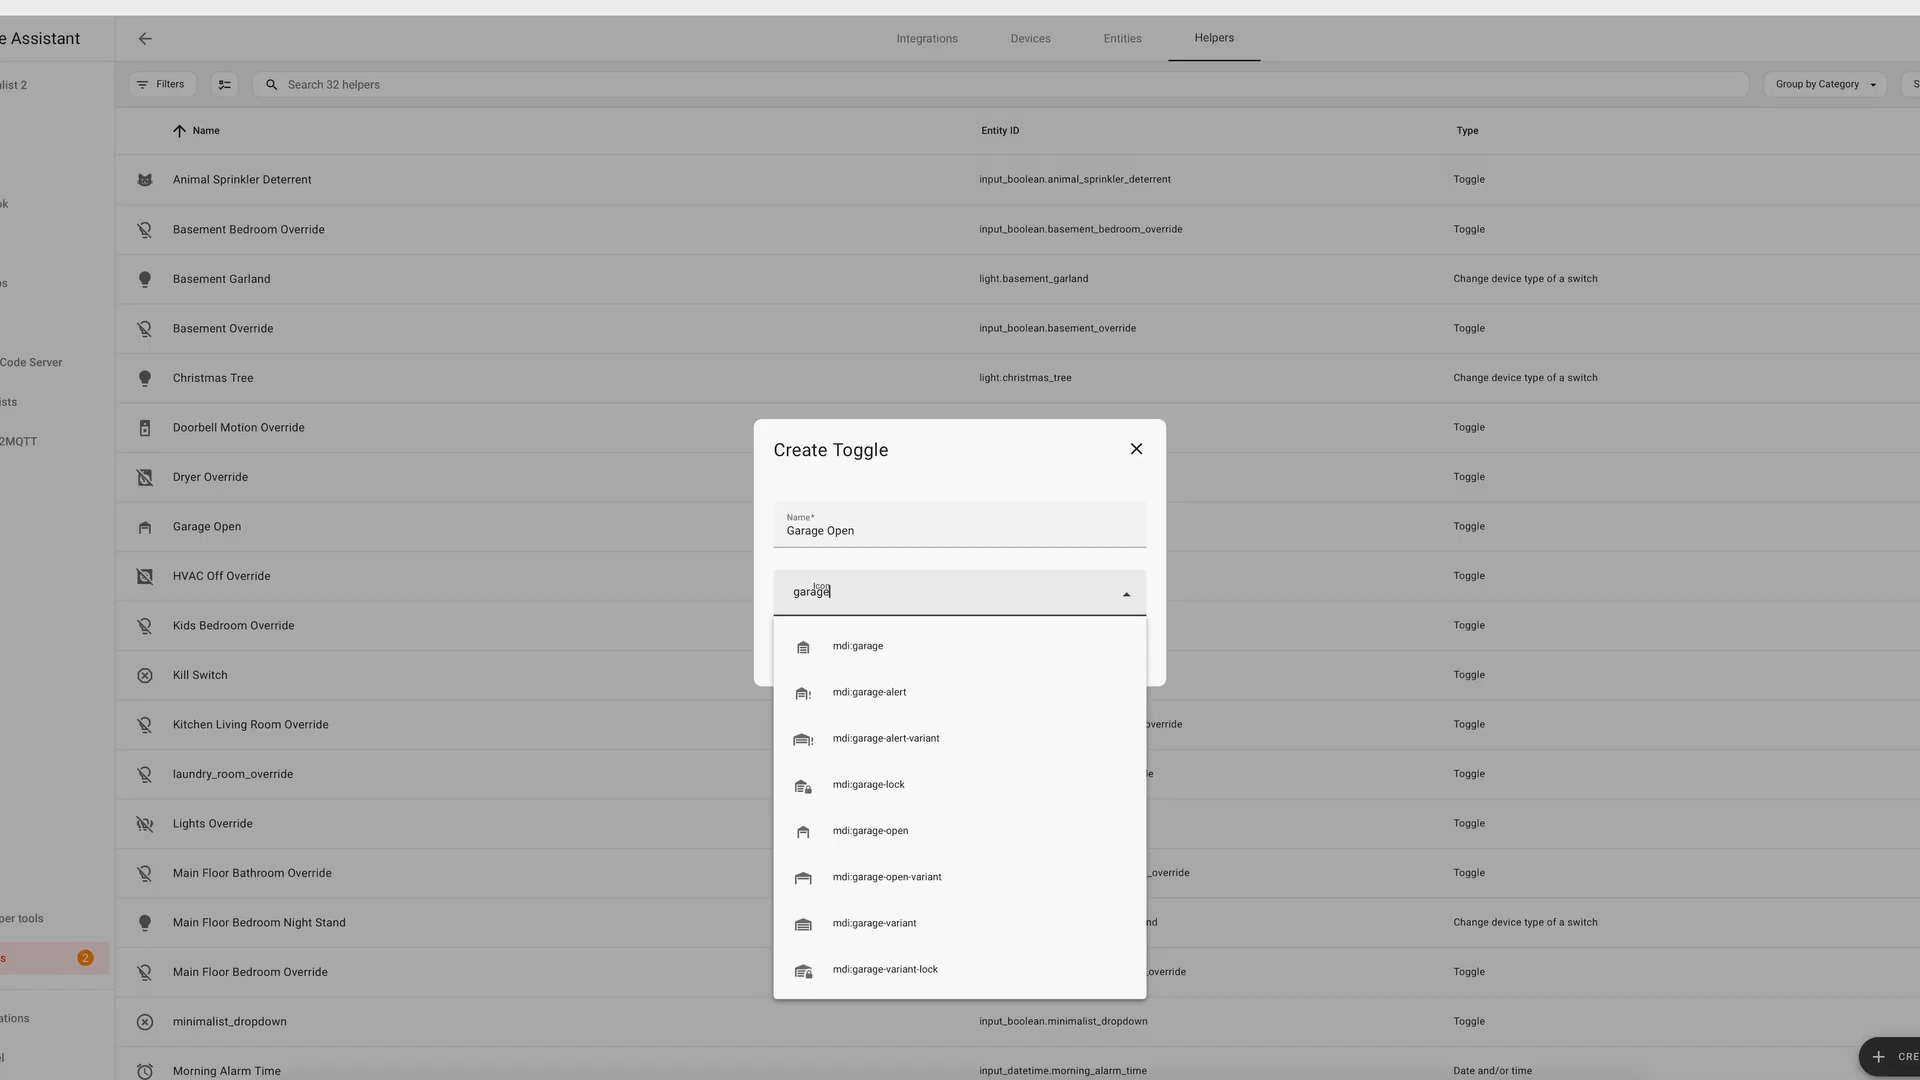 e Assistant
Integrations
Devices
Entities
Helpers
alist 2
Filters
Search 32 helpers
Group by Category
S
Name
Entity ID
Type
Animal Sprinkler Deterrent
input_boolean.animal_sprinkler_deterrent
Toggle
ok
Basement Bedroom Override
input_boolean.basement_bedroom_override
Toggle
Basement Garland
light.basement_garland
Change device type of a switch
os
Basement Override
input_boolean.basement_override
Toggle
Code Server
Christmas Tree
light.christmas_tree
Change device type of a switch
ists
Doorbell Motion Override
Toggle
2MQTT
Dryer Override
Toggle
Garage Open
Toggle
HVAC Off Override
Toggle
Kids Bedroom Override
Toggle
Kill Switch
Toggle
Kitchen Living Room Override
override
Toggle
laundry_room_override
le
Toggle
Lights Override
Toggle
Main Floor Bathroom Override
_override
Toggle
per tools
Main Floor Bedroom Night Stand
nd
Change device type of a switch
s
2
Main Floor Bedroom Override
override
Toggle
ations
minimalist_dropdown
input_boolean.minimalist_dropdown
Toggle
el
Morning Alarm Time
input_datetime.morning_alarm_time
Date and/or time
CRE
Create Toggle
Name*
Garage Open
Icon
garage
mdi:garage
mdi:garage-alert
mdi:garage-alert-variant
mdi:garage-lock
mdi:garage-open
mdi:garage-open-variant
mdi:garage-variant
mdi:garage-variant-lock